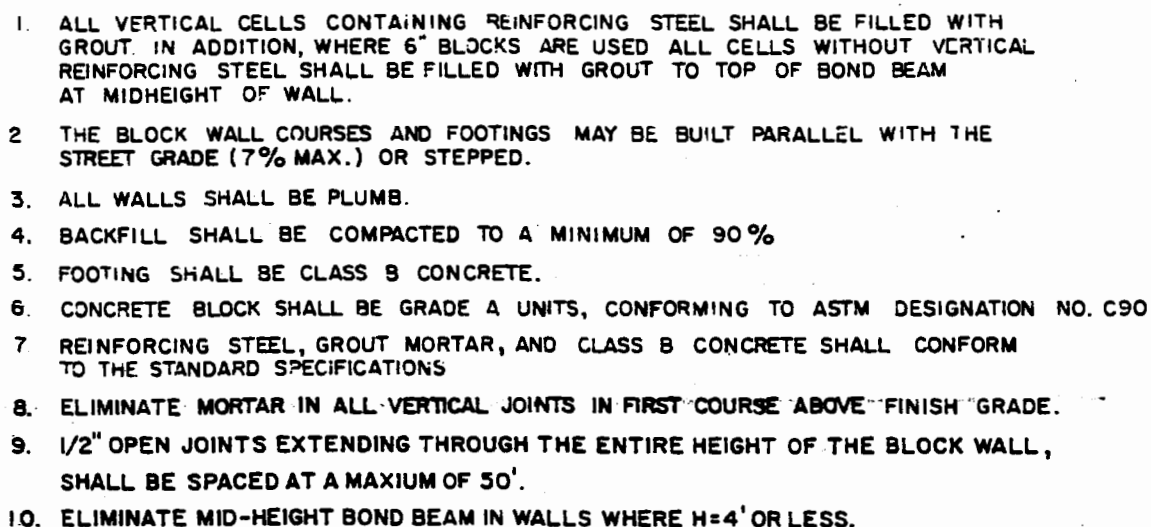 1. ALL VERTICAL CELLS CONTAINING REINFORCING STEEL SHALL BE FILLED WITH
GROUT. IN ADDITION, WHERE 6" BLOCKS ARE USED ALL CELLS WITHOUT VERTICAL
REINFORCING STEEL SHALL BE FILLED WITH GROUT TO TOP OF BOND BEAM
AT MIDHEIGHT OF WALL.
2 THE BLOCK WALL COURSES AND FOOTINGS MAY BE BUILT PARALLEL WITH THE
STREET GRADE (7% MAX.) OR STEPPED.
3. ALL WALLS SHALL BE PLUMB.
4. BACKFILL SHALL BE COMPACTED TO A MINIMUM OF 90%
5. FOOTING SHALL BE CLASS B CONCRETE.
6. CONCRETE BLOCK SHALL BE GRADE A UNITS, CONFORMING TO ASTM DESIGNATION NO. C90
7 REINFORCING STEEL, GROUT MORTAR, AND CLASS B CONCRETE SHALL CONFORM
TO THE STANDARD SPECIFICATIONS
8. ELIMINATE MORTAR IN ALL VERTICAL JOINTS IN FIRST COURSE ABOVE FINISH GRADE.
9. 1/2" OPEN JOINTS EXTENDING THROUGH THE ENTIRE HEIGHT OF THE BLOCK WALL,
SHALL BE SPACED AT A MAXIUM OF 50'.
10. ELIMINATE MID-HEIGHT BOND BEAM IN WALLS WHERE H=4' OR LESS.